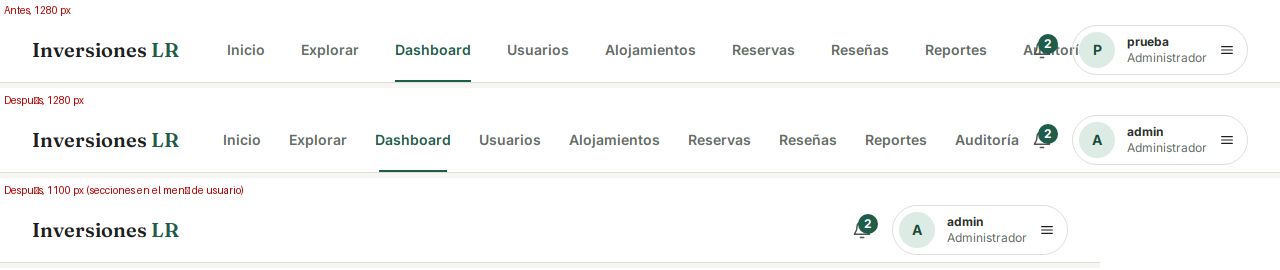 Antes, 1280 px
Inversiones LR Inicio Explorar Dashboard Usuarios Alojamientos Reservas Reseñas Reportes 2 P prueba
Administrador
1280 px
Inversiones LR Inicio Explorar Dashboard Usuarios Alojamientos Reservas Reseñas Reportes Auditoría 2 A admin
Administrador
1100 px (secciones en el de usuario)
Inversiones LR 2 A admin
Administrador